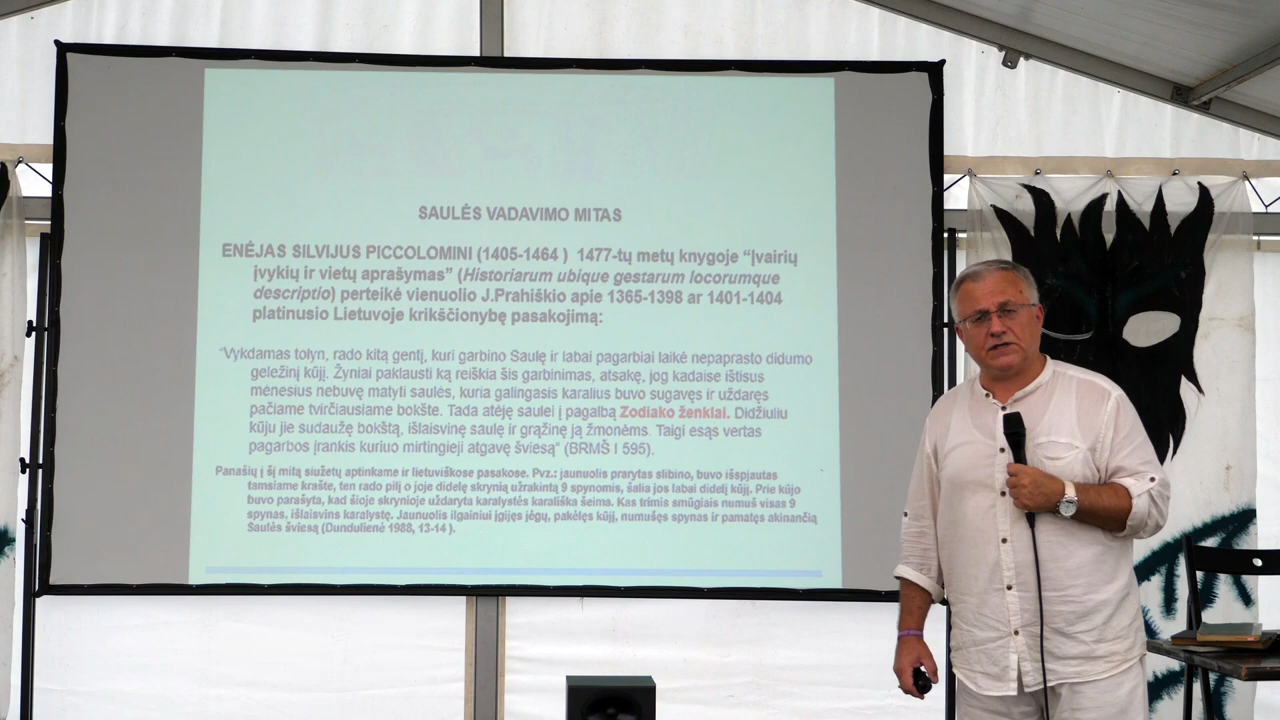 SAULĖS VADAVIMO MITAS
ENĖJAS SILVIJUS PICCOLOMINI (1405-1464 ) 1477-tų metų knygoje “Įvairių
įvykių ir vietų aprašymas” (Historiarum ubique gestarum locorumque
descriptio) perteikė vienuolio J.Prahiškio apie 1365-1398 ar 1401-1404
platinusio Lietuvoje krikščionybę pasakojimą:
“Vykdamas tolyn, rado kitą gentį, kuri garbino Saulę ir labai pagarbiai laikė nepaprasto didumo
geležinį kūjį. Žyniai paklausti ką reiškia šis garbinimas, atsakę, jog kadaise ištisus
mėnesius nebuvę matyti saulės, kuria galingasis karalius buvo sugavęs ir uždaręs
pačiame tvirčiausiame bokšte. Tada atėję saulei į pagalbą Zodiako ženklai. Didžiuliu
kūju jie sudaužę bokštą, išlaisvinę saulę ir grąžinę ją žmonėms. Taigi esąs vertas
pagarbos įrankis kuriuo mirtingieji atgavę šviesą“ (BRMŠ I 595).
Panašių į šį mitą siužetų aptinkame ir lietuviškose pasakose. Pvz.: jaunuolis prarytas slibino, buvo išspjautas
tamsiame krašte, ten rado pilį o joje didelę skrynią užrakintą 9 spynomis, šalia jos labai didelį kūjį. Prie kūjo
buvo parašyta, kad šioje skrynioje uždaryta karalystės karališka šeima. Kas trimis smūgiais numuš visas 9
spynas, išlaisvins karalystę. Jaunuolis ilgainiui įgijęs jėgų, pakėlęs kūjį, numušęs spynas ir pamatęs akinančią
Saulės šviesą (Dundulienė 1988, 13-14 ).